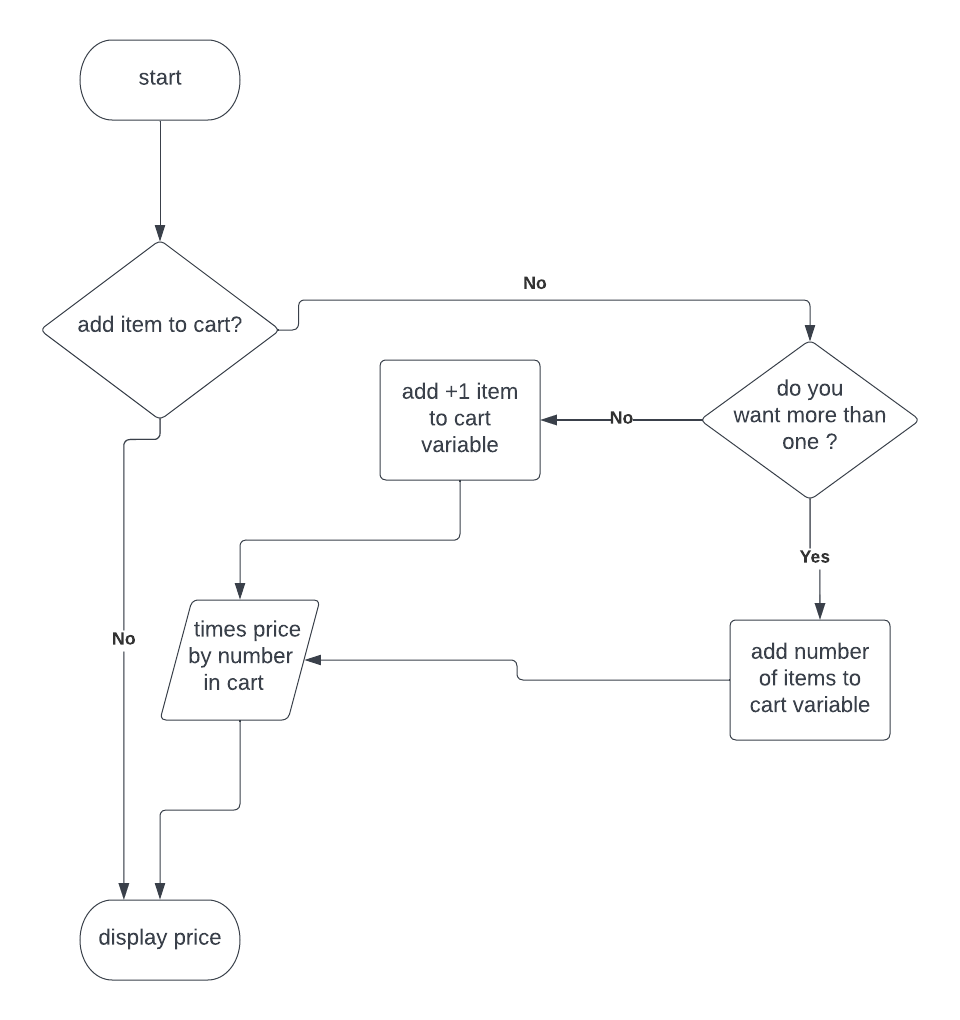 start
add item to cart?
No
do you
want more than
one ?
add +1 item
to cart
variable
No
Yes
times price
by number
in cart
add number
of items to
cart variable
No
display price